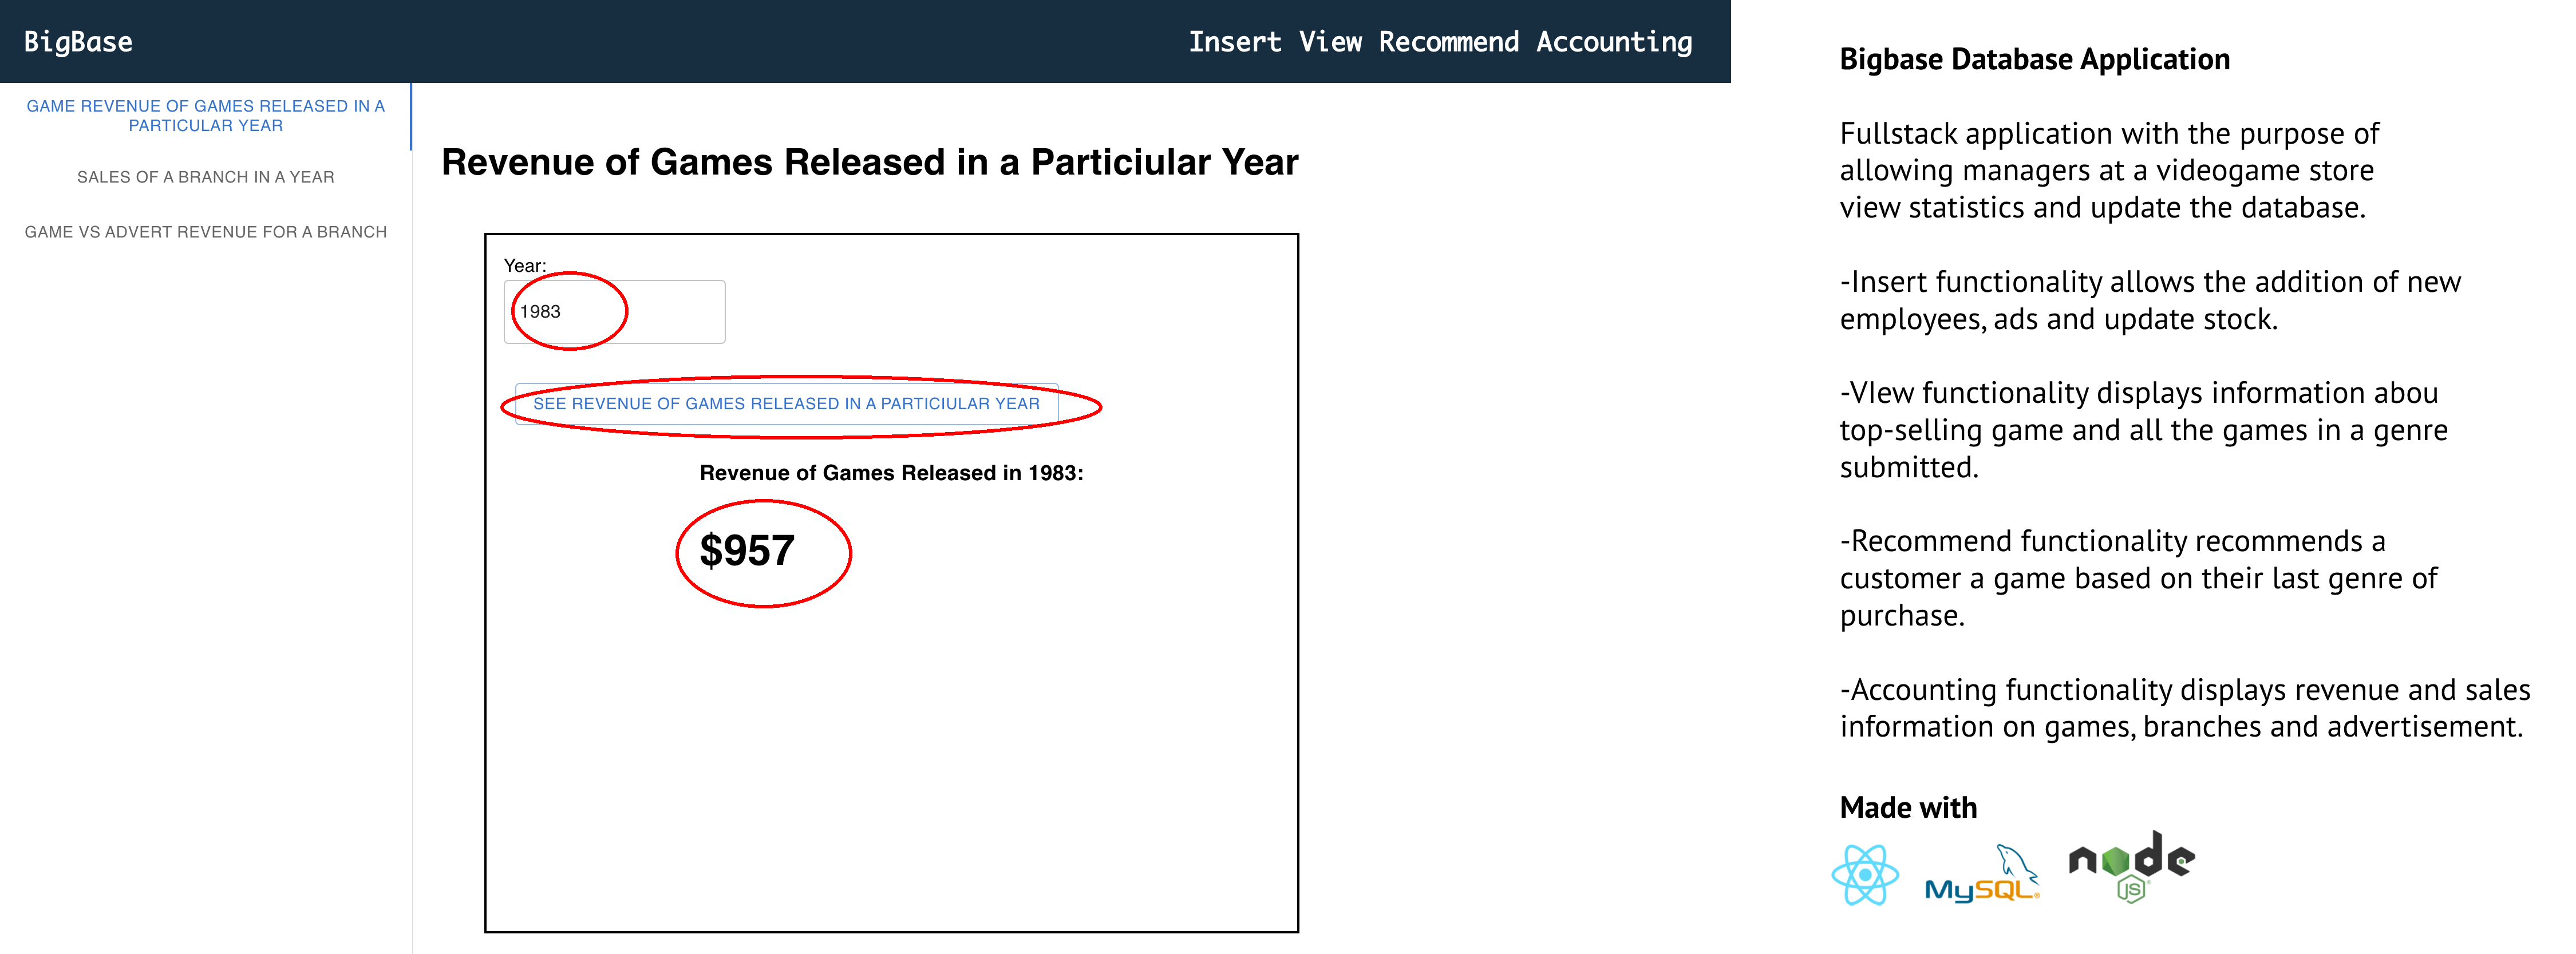 BigBase
Insert View Recommend Accounting
GAME REVENUE OF GAMES RELEASED IN A
PARTICULAR YEAR
SALES OF A BRANCH IN A YEAR
GAME VS ADVERT REVENUE FOR A BRANCH
Revenue of Games Released in a Particiular Year
Year:
1983
SEE REVENUE OF GAMES RELEASED IN A PARTICIULAR YEAR
Revenue of Games Released in 1983:
$957
Bigbase Database Application
Fullstack application with the purpose of
allowing managers at a videogame store
view statistics and update the database.
-Insert functionality allows the addition of new
employees, ads and update stock.
-VIew functionality displays information abou
top-selling game and all the games in a genre
submitted.
-Recommend functionality recommends a
customer a game based on their last genre of
purchase.
-Accounting functionality displays revenue and sales
information on games, branches and advertisement.
Made with
MySQL®
node
JS®